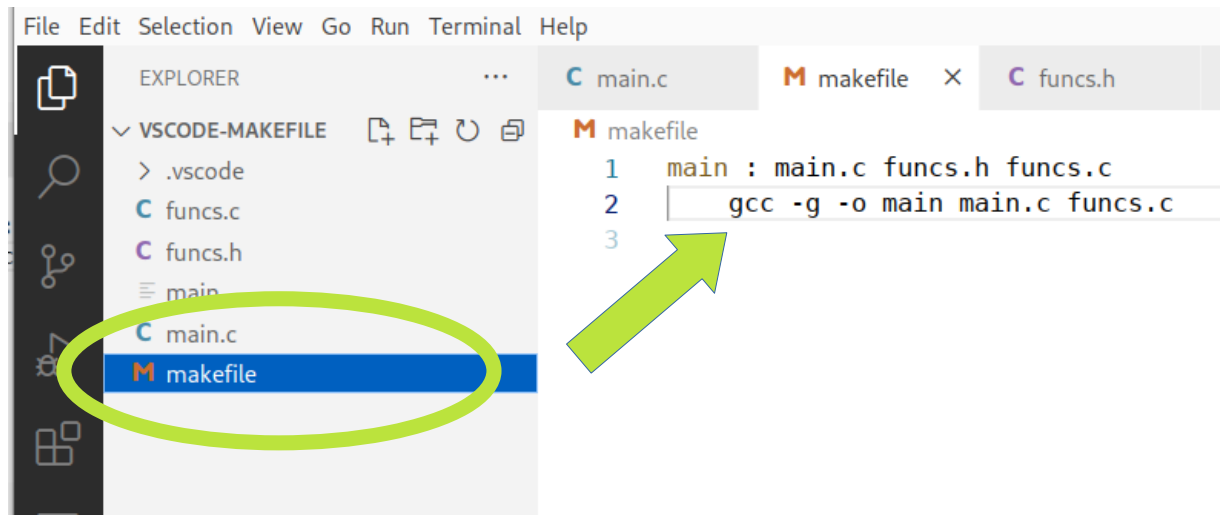 File Edit Selection View Go Run Terminal Help
EXPLORER
VSCODE-MAKEFILE
.vscode
C funcs.c
C funcs.h
main
C main.c
M makefile
C main.c
M makefile
C funcs.h
M makefile
1 main : main.c funcs.h funcs.c
2 gcc -g -o main main.c funcs.c
3